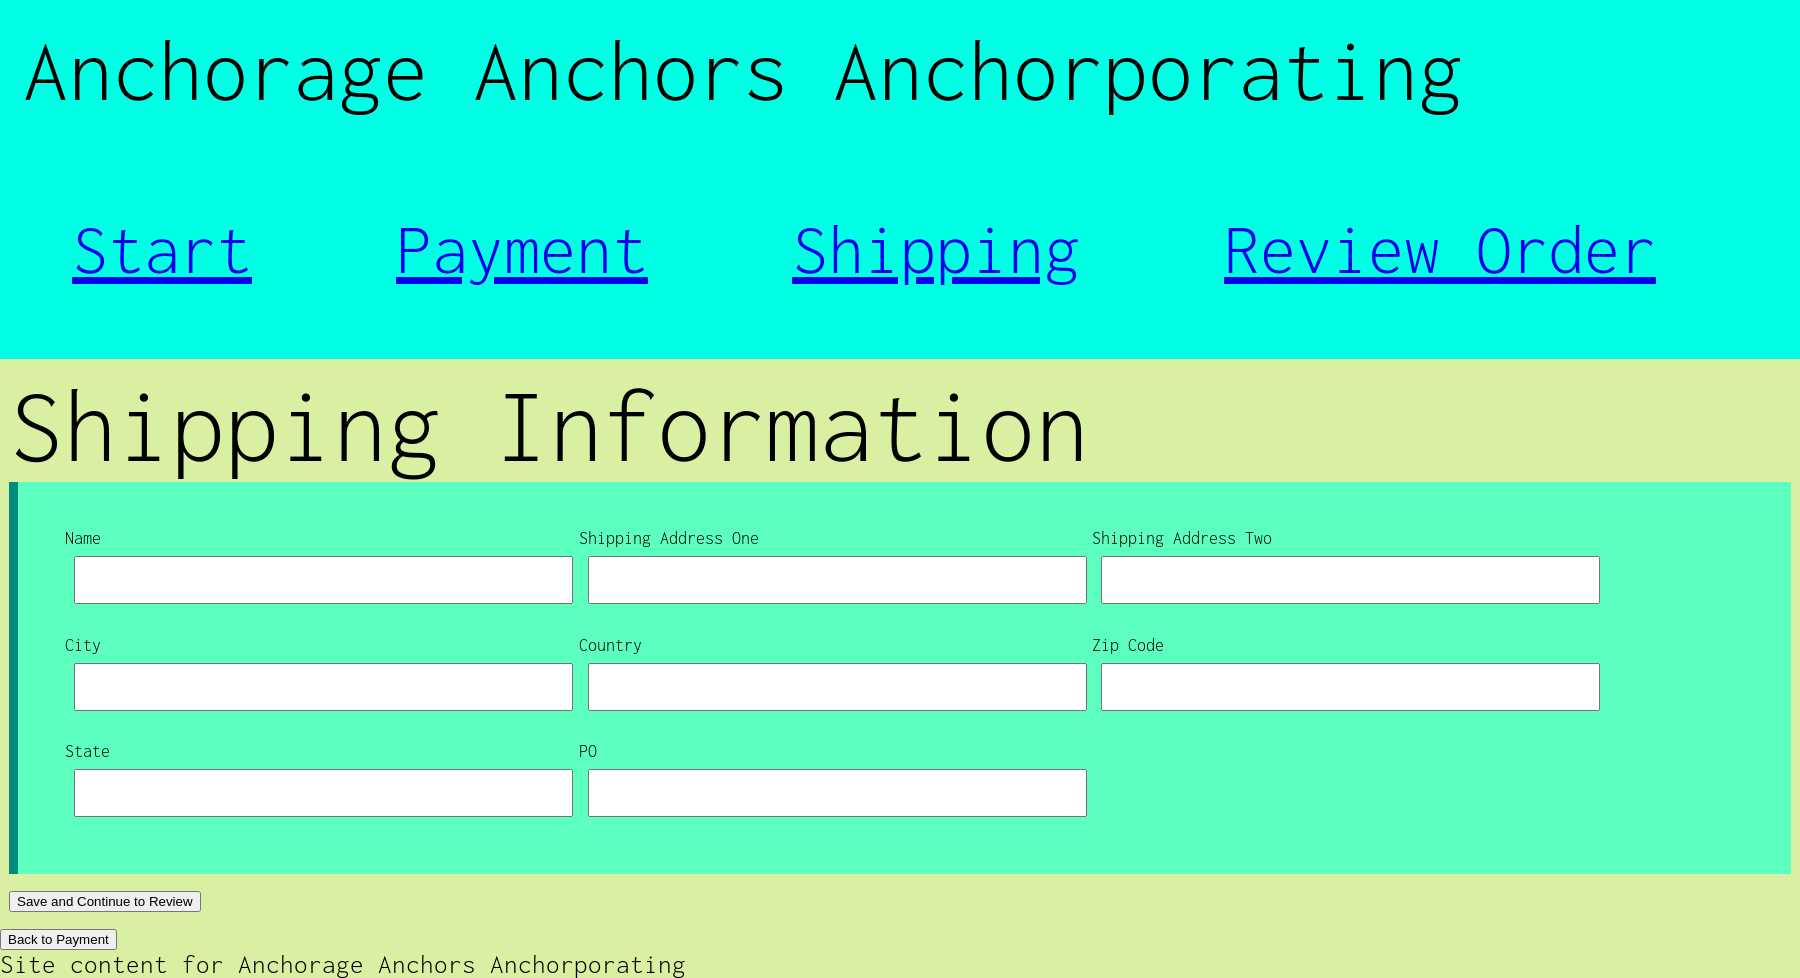 Anchorage Anchors Anchorporating
Start Payment Shipping Review Order
Shipping Information
Name Shipping Address One Shipping Address Two
City Country Zip Code
State PO
Save and Continue to Review
Back to Payment
Site content for Anchorage Anchors Anchorporating